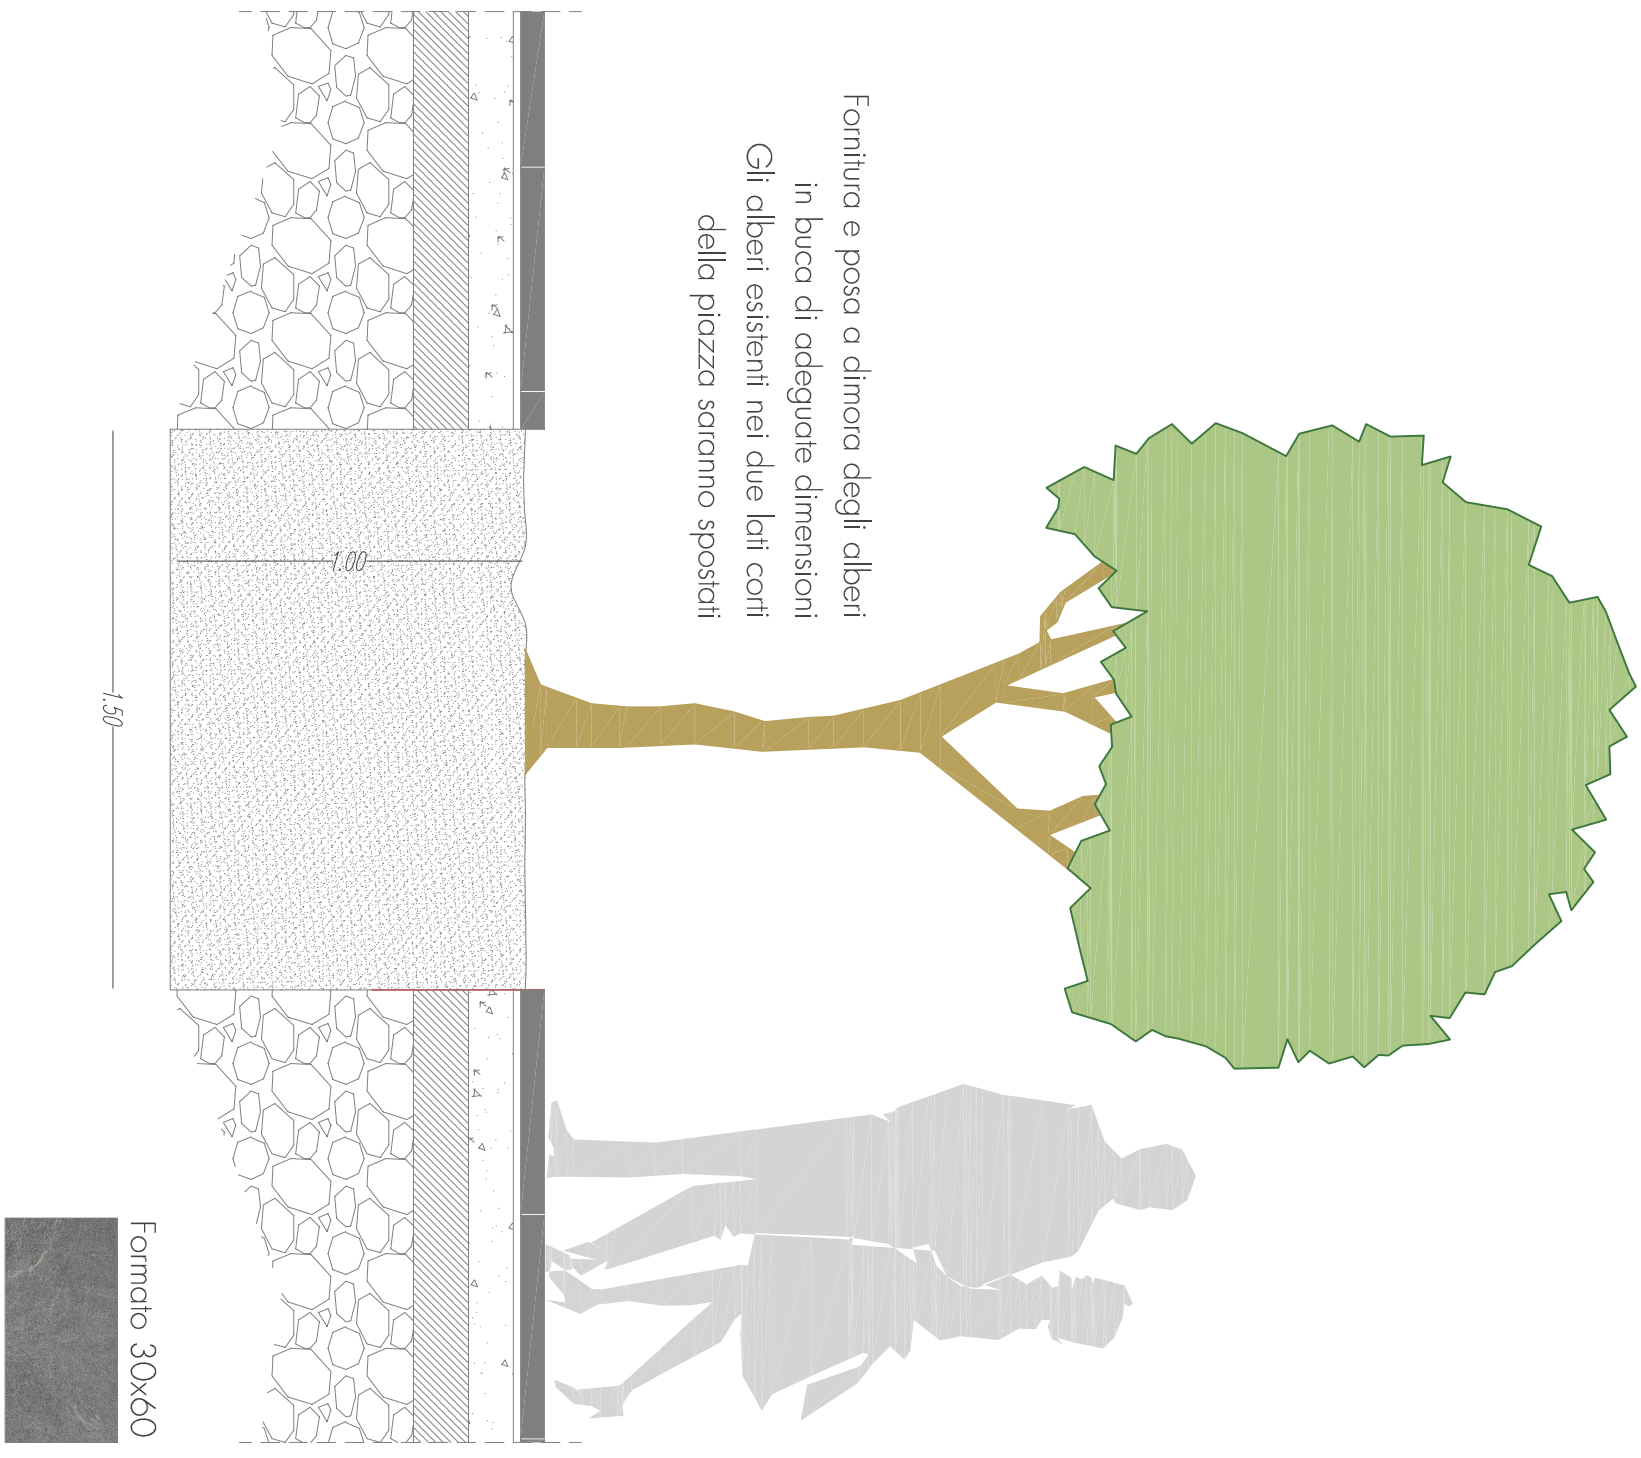 Fornitura e posa a dimora degli alberi
in buca di adeguate dimensioni
Gli alberi esistenti nei due lati corti
della piazza saranno spostati
1.00
1.50
Formato 30x60